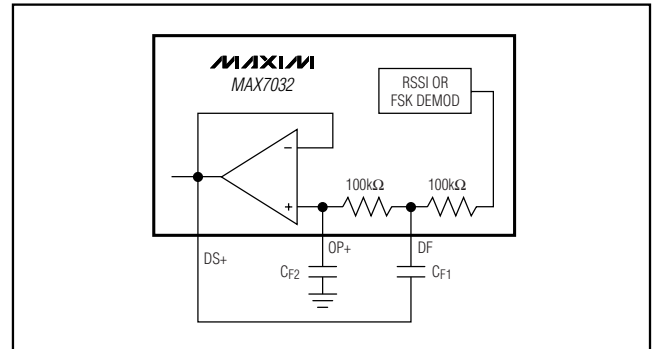 MAXIM
MAX7032
RSSI OR
FSK DEMOD
−
+
100kΩ
100kΩ
DS+
OP+
DF
CF2
CF1